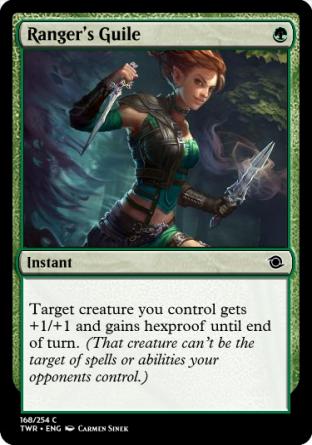 Ranger's Guile
Instant
Target creature you control gets
+1/+1 and gains hexproof until end
of turn. (That creature can't be the
target of spells or abilities your
opponents control.)
168/254 C
TWR • ENG Carmen Sinek